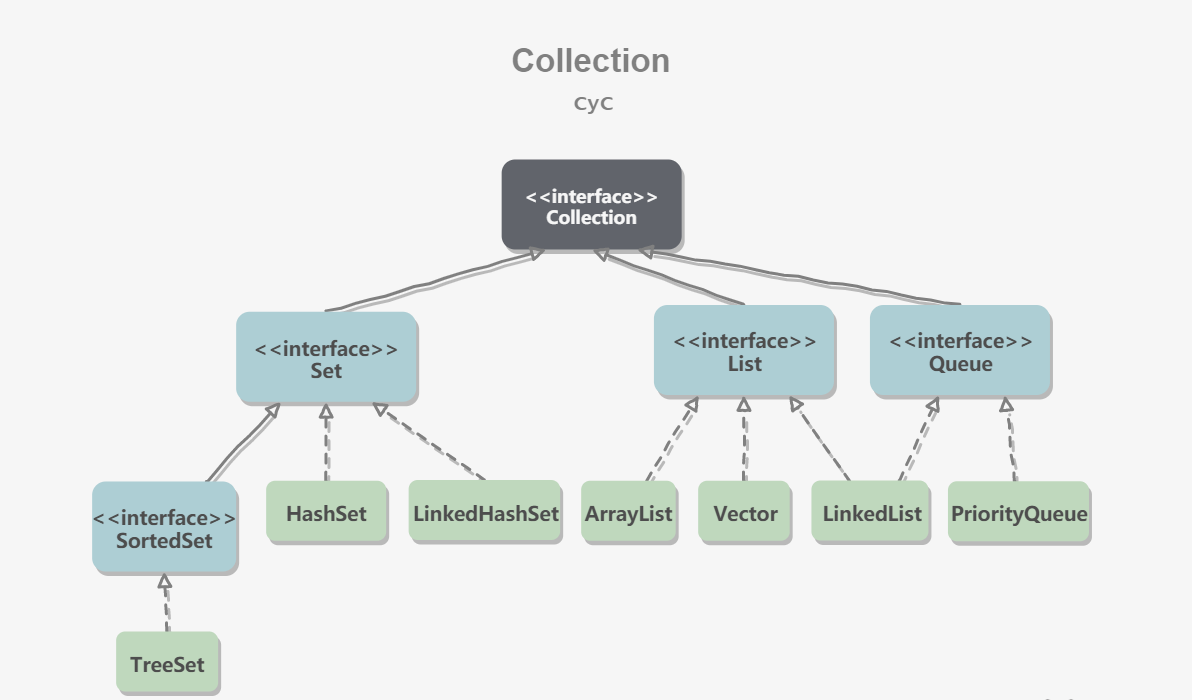 Collection
CyC
<<interface>>
Collection
<<interface>>
Set
<<interface>>
List
<<interface>>
Queue
<<interface>>
SortedSet
HashSet
LinkedHashSet
ArrayList
Vector
LinkedList
PriorityQueue
TreeSet